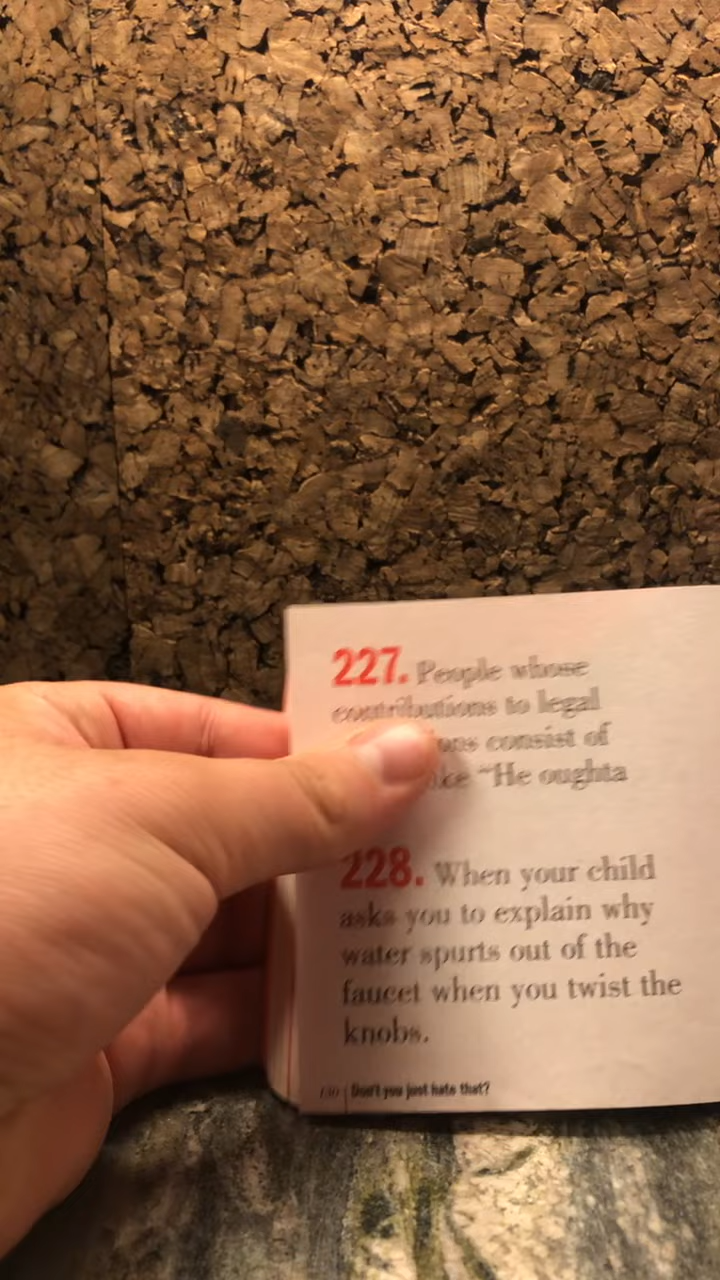 227. People whose
contributions to legal
consist of
"He oughta
228. When your child
asks you to explain why
water spurts out of the
faucet when you twist the
knobs.
Don't you just hate that?